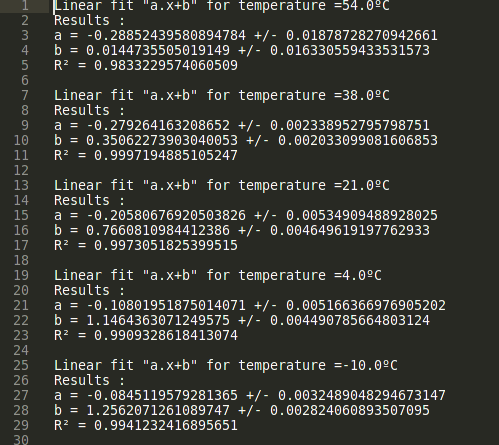 1 Linear fit "a.x+b" for temperature =54.0ºC
2 Results :
3 a = -0.28852439580894784 +/- 0.01878728270942661
4 b = 0.0144735505019149 +/- 0.016330559433531573
5 R² = 0.9833229574060509
6
7 Linear fit "a.x+b" for temperature =38.0ºC
8 Results :
9 a = -0.279264163208652 +/- 0.002338952795798751
10 b = 0.35062273903040053 +/- 0.002033099081606853
11 R² = 0.9997194885105247
12
13 Linear fit "a.x+b" for temperature =21.0ºC
14 Results :
15 a = -0.20580676920503826 +/- 0.00534909488928025
16 b = 0.7660810984412386 +/- 0.004649619197762933
17 R² = 0.9973051825399515
18
19 Linear fit "a.x+b" for temperature =4.0ºC
20 Results :
21 a = -0.10801951875014071 +/- 0.005166366976905202
22 b = 1.1464363071249575 +/- 0.004490785664803124
23 R² = 0.9909328618413074
24
25 Linear fit "a.x+b" for temperature =-10.0ºC
26 Results :
27 a = -0.0845119579281365 +/- 0.0032489048294673147
28 b = 1.2562071261089747 +/- 0.002824060893507095
29 R² = 0.9941232416895651
30